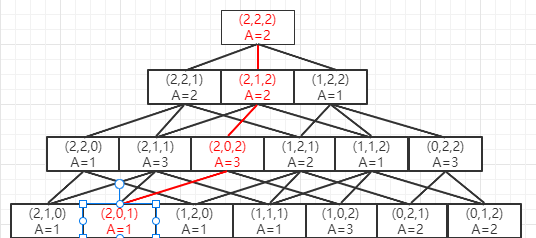 (2,2,2)
A=2
(2,2,1) (2,1,2) (1,2,2)
A=2 A=2 A=1
(2,2,0) (2,1,1) (2,0,2) (1,2,1) (1,1,2) (0,2,2)
A=1 A=3 A=3 A=2 A=1 A=3
(2,1,0) (2,0,1) (1,2,0) (1,1,1) (1,0,2) (0,2,1) (0,1,2)
A=1 A=1 A=1 A=1 A=3 A=2 A=2